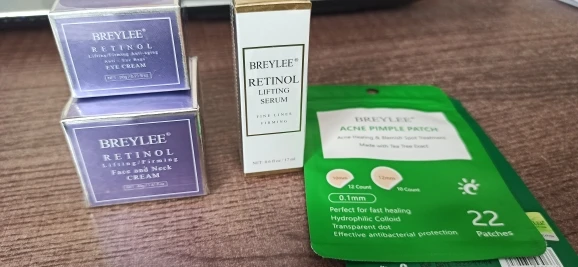 BREYLEE®
RETINOL
Lifting/Firming Anti-aging
Anti - Eye Bags
EYE CREAM
BREYLEE®
RETINOL
Lifting/Firming
Face and Neck
CREAM
BREYLEE®
RETINOL
LIFTING
SERUM
FINE LINES
FIRMING
BREYLEE®
ACNE PIMPLE PATCH
Acne Healing & Blemish Spot Treatment
Made with Tea Tree Extract
12 Count
10 Count
0.1mm
Perfect for fast healing
Hydrophilic Colloid
Transparent dot
Effective antibacterial protection
22
Patches